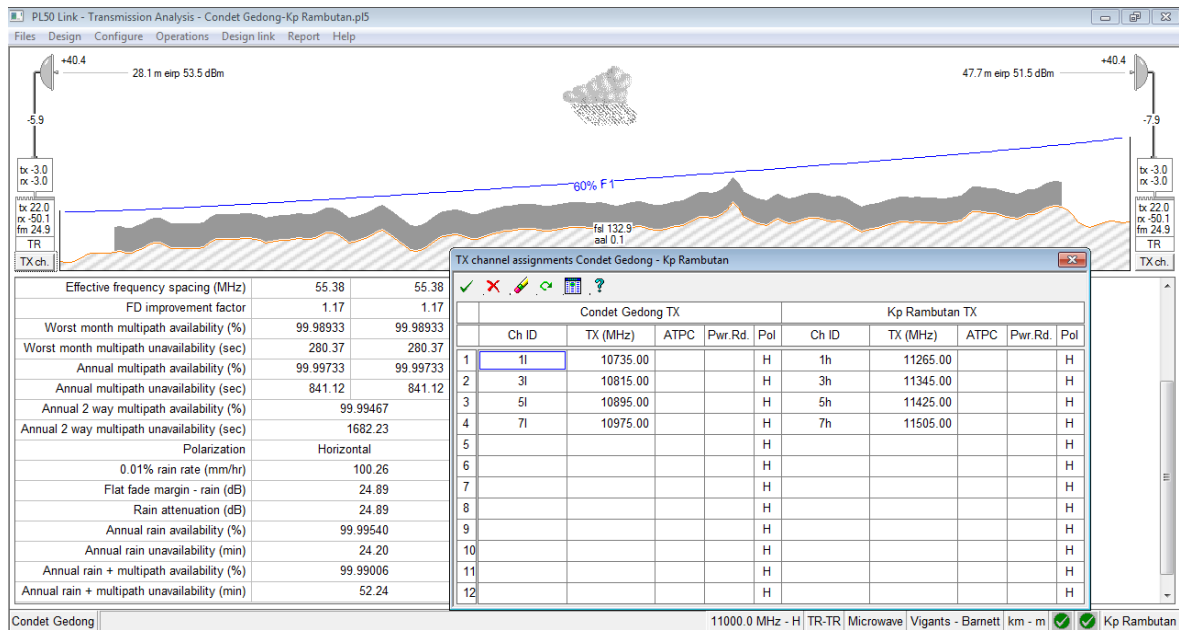 PL50 Link - Transmission Analysis - Condet Gedong-Kp Rambutan.pl5
Files Design Configure Operations Design link Report Help
+40.4 +40.4
28.1 m eirp 53.5 dBm 47.7 m eirp 51.5 dBm
-5.9 -7.9
tx -3.0 tx -3.0
rx -3.0 rx -3.0
60% F1
tx 22.0 tx 22.0
rx -50.1 rx -50.1
fm 24.9 fm 24.9
fsl 132.9
aal 0.1
TR TR
TX ch. TX ch.
Effective frequency spacing (MHz) 55.38 55.38
FD improvement factor 1.17 1.17
Worst month multipath availability (%) 99.98933 99.98933
Worst month multipath unavailability (sec) 280.37 280.37
Annual multipath availability (%) 99.99733 99.99733
Annual multipath unavailability (sec) 841.12 841.12
Annual 2 way multipath availability (%) 99.99467
Annual 2 way multipath unavailability (sec) 1682.23
Polarization Horizontal
0.01% rain rate (mm/hr) 100.26
Flat fade margin - rain (dB) 24.89
Rain attenuation (dB) 24.89
Annual rain availability (%) 99.99540
Annual rain unavailability (min) 24.20
Annual rain + multipath availability (%) 99.99006
Annual rain + multipath unavailability (min) 52.24
TX channel assignments Condet Gedong - Kp Rambutan
Condet Gedong TX Kp Rambutan TX
Ch ID TX (MHz) ATPC Pwr.Rd. Pol Ch ID TX (MHz) ATPC Pwr.Rd. Pol
1 1l 10735.00 H 1h 11265.00 H
2 3l 10815.00 H 3h 11345.00 H
3 5l 10895.00 H 5h 11425.00 H
4 7l 10975.00 H 7h 11505.00 H
5 H H
6 H H
7 H H
8 H H
9 H H
10 H H
11 H H
12 H H
Condet Gedong 11000.0 MHz - H TR-TR Microwave Vigants - Barnett km - m Kp Rambutan